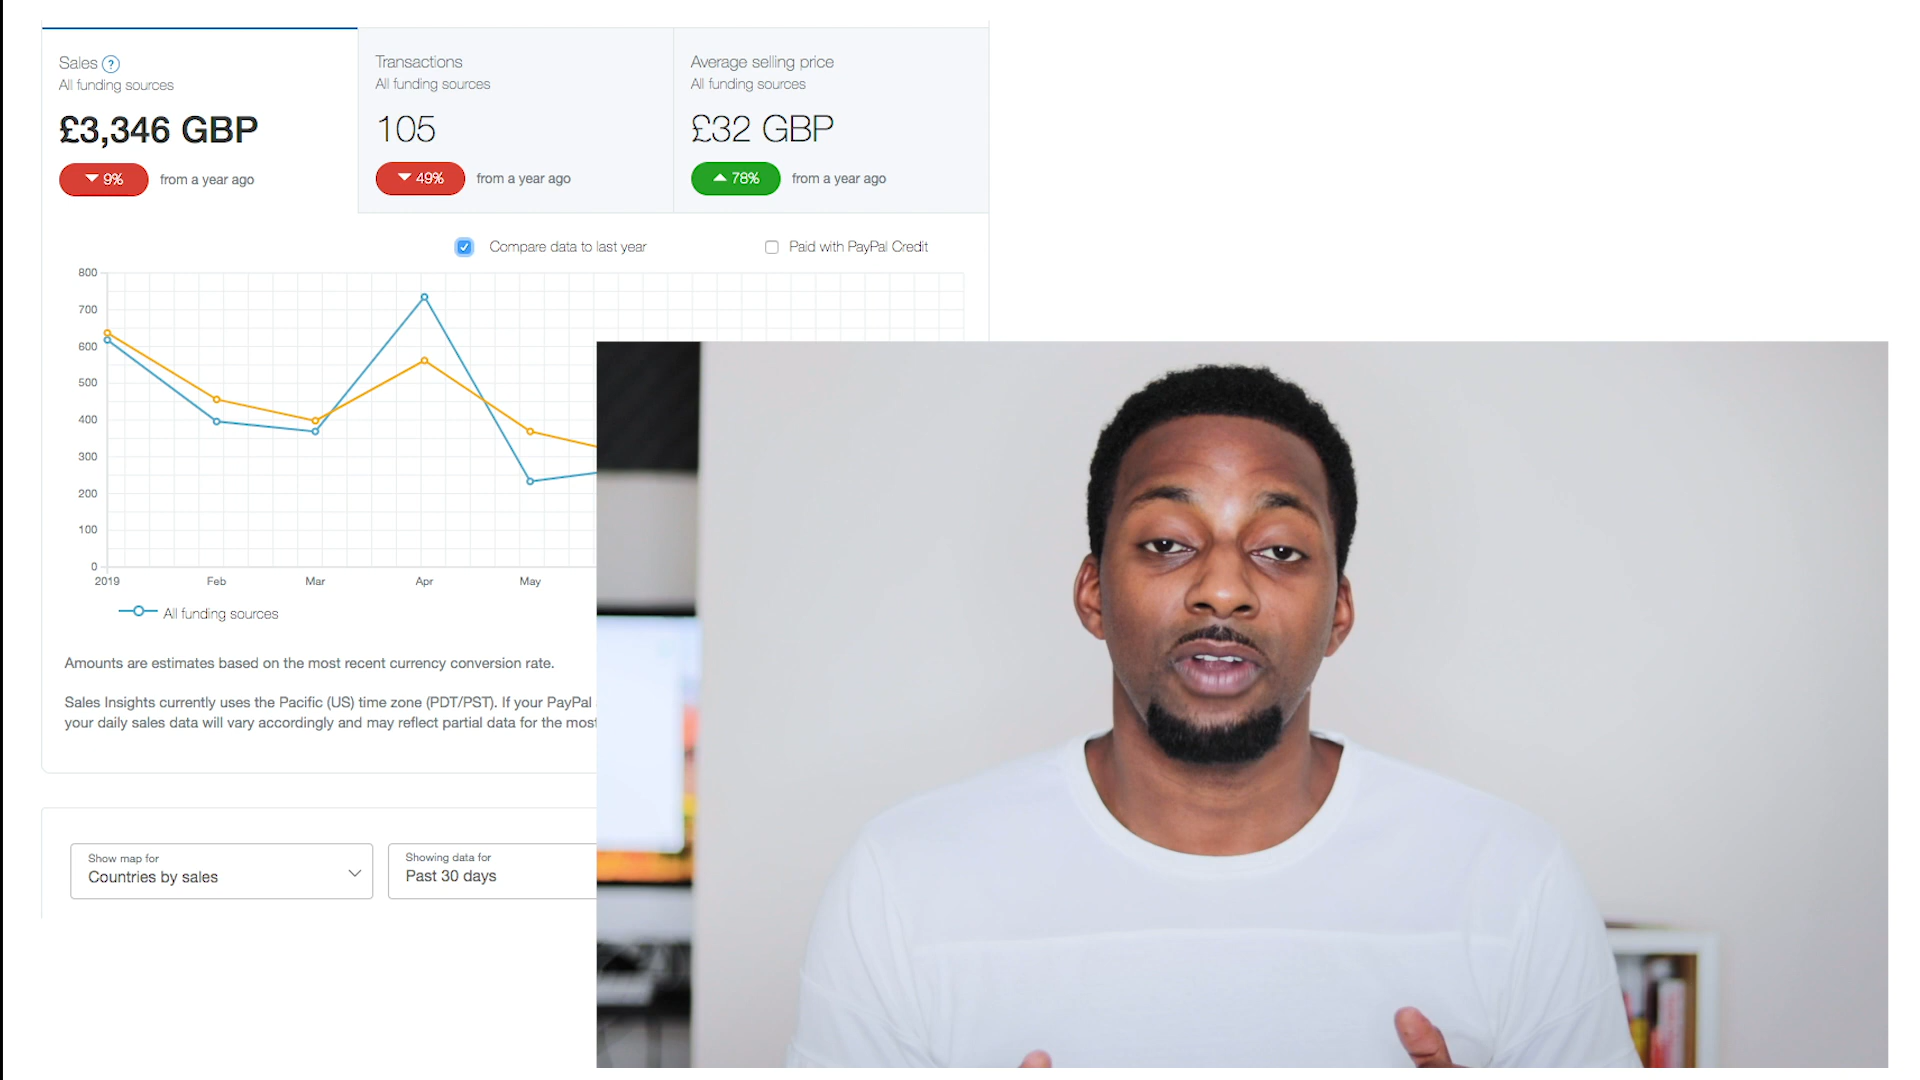 Sales ?
All funding sources
£3,346 GBP
9% from a year ago
Transactions
All funding sources
105
49% from a year ago
Average selling price
All funding sources
£32 GBP
78% from a year ago
Compare data to last year
Paid with PayPal Credit
800
700
600
500
400
300
200
100
0
2019 Feb Mar Apr May
All funding sources
Amounts are estimates based on the most recent currency conversion rate.
Sales Insights currently uses the Pacific (US) time zone (PDT/PST). If your PayPal
your daily sales data will vary accordingly and may reflect partial data for the most
Show map for
Countries by sales
Showing data for
Past 30 days